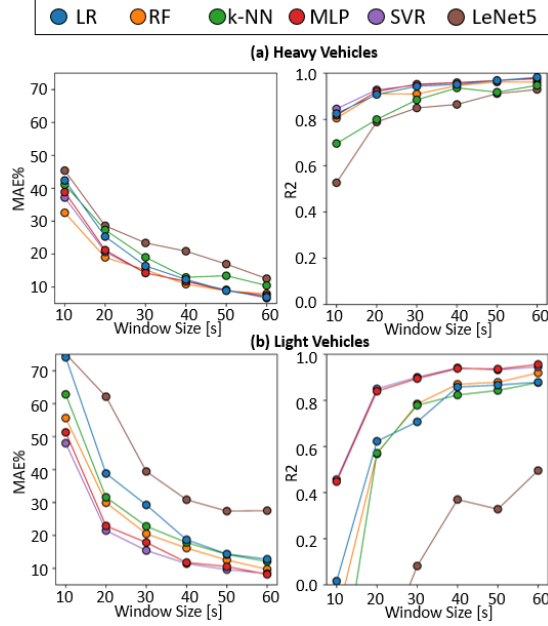 LR RF k-NN MLP SVR LeNet5
(a) Heavy Vehicles
70
60
50
40
30
20
10
MAE%
10 20 30 40 50 60
Window Size [s]
1.0
0.8
0.6
0.4
0.2
0.0
R2
10 20 30 40 50 60
Window Size [s]
(b) Light Vehicles
70
60
50
40
30
20
10
MAE%
10 20 30 40 50 60
Window Size [s]
1.0
0.8
0.6
0.4
0.2
0.0
R2
10 20 30 40 50 60
Window Size [s]